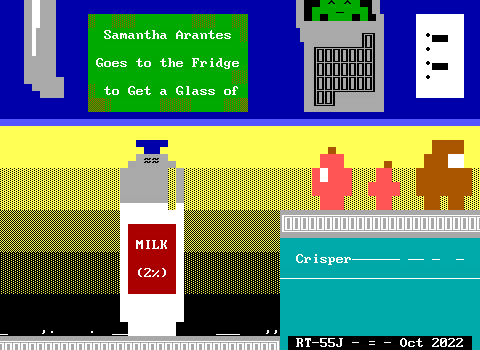 Samantha Arantes
Goes to the Fridge
to Get a Glass of
MILK
(2%)
Crisper
RT-55J - = - Oct 2022